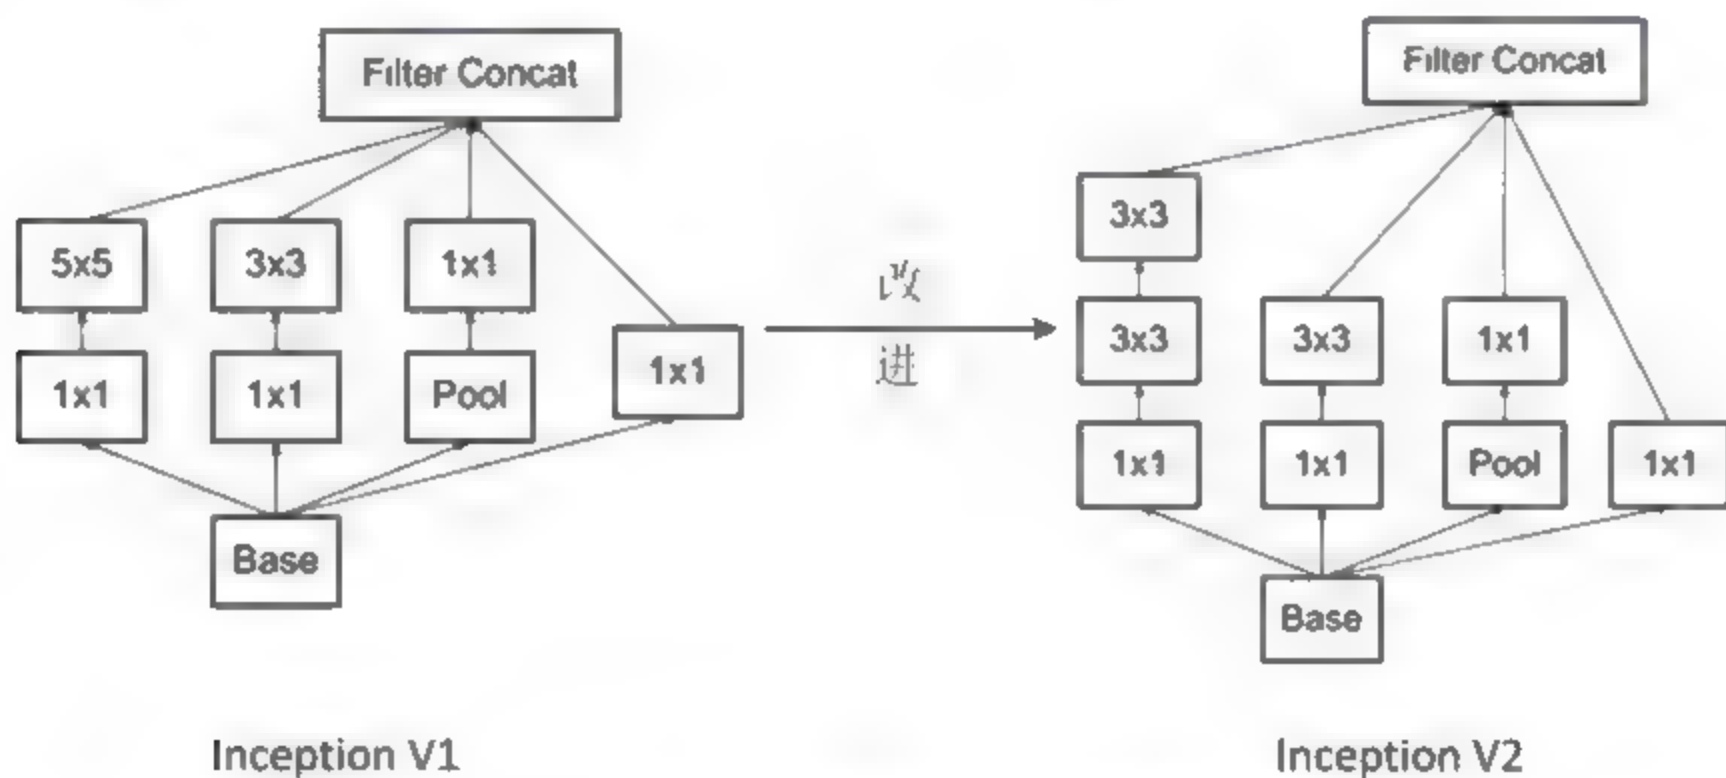 Filter Concat
5x5 3x3 1x1
1x1 1x1 Pool 1x1
Base
Inception V1
改
进
Filter Concat
3x3
3x3 3x3 1x1
1x1 1x1 Pool 1x1
Base
Inception V2